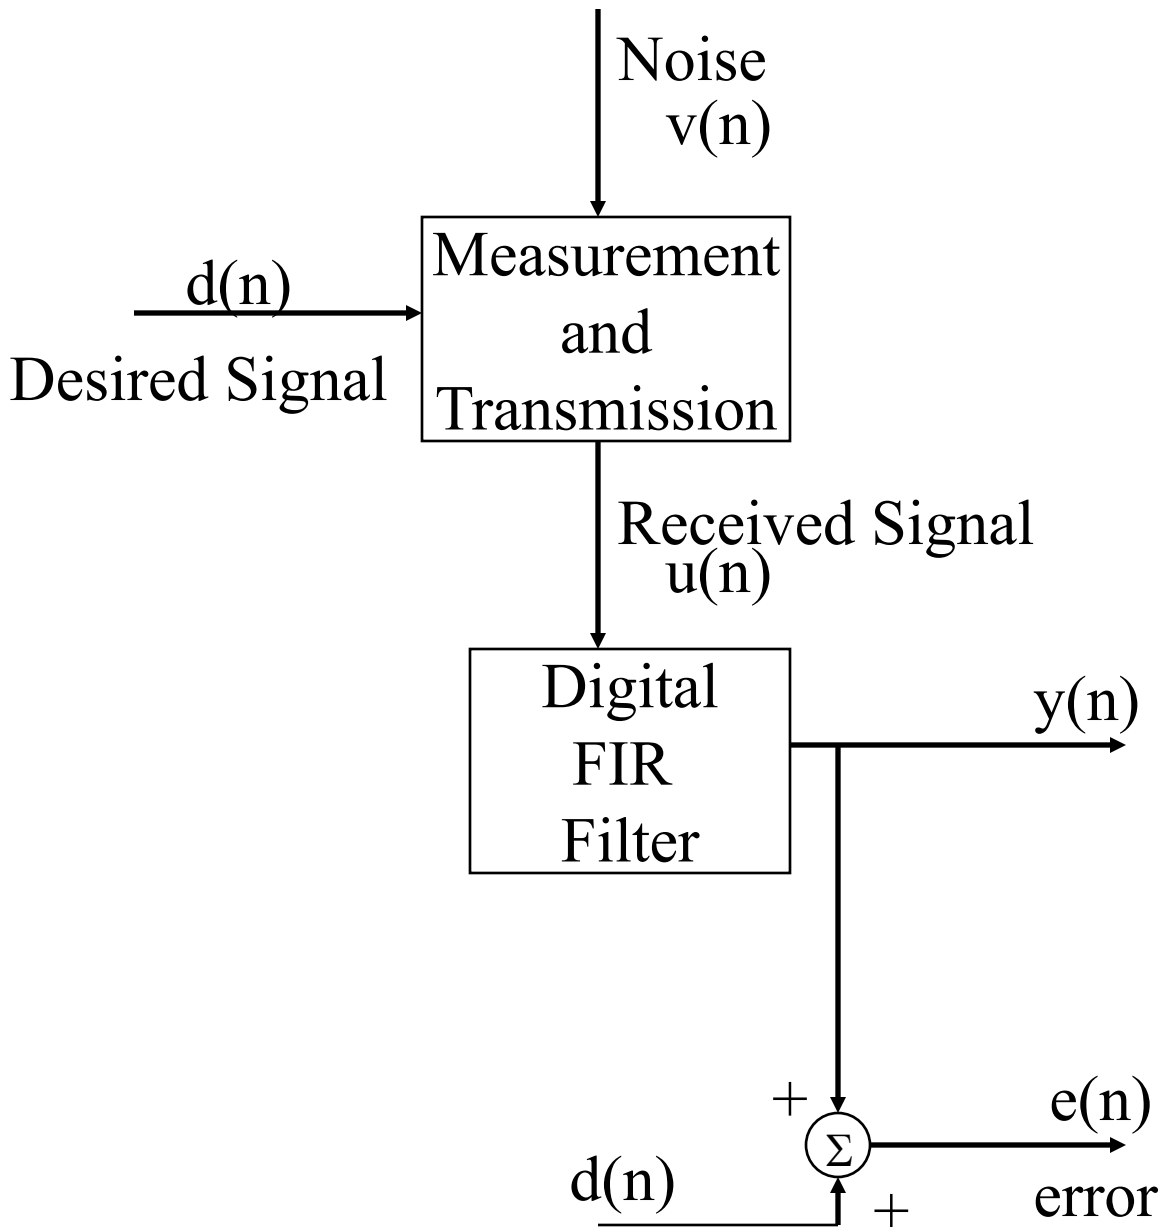 Noise
v(n)
d(n)
Desired Signal
Measurement
and
Transmission
Received Signal
u(n)
Digital
FIR
Filter
y(n)
+
Σ
e(n)
error
d(n)
+